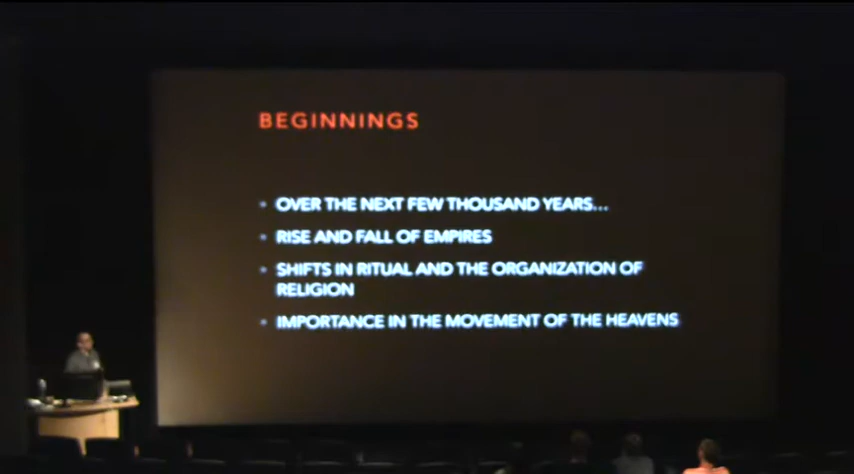 BEGINNINGS
• OVER THE NEXT FEW THOUSAND YEARS...
• RISE AND FALL OF EMPIRES
• SHIFTS IN RITUAL AND THE ORGANIZATION OF
RELIGION
• IMPORTANCE IN THE MOVEMENT OF THE HEAVENS